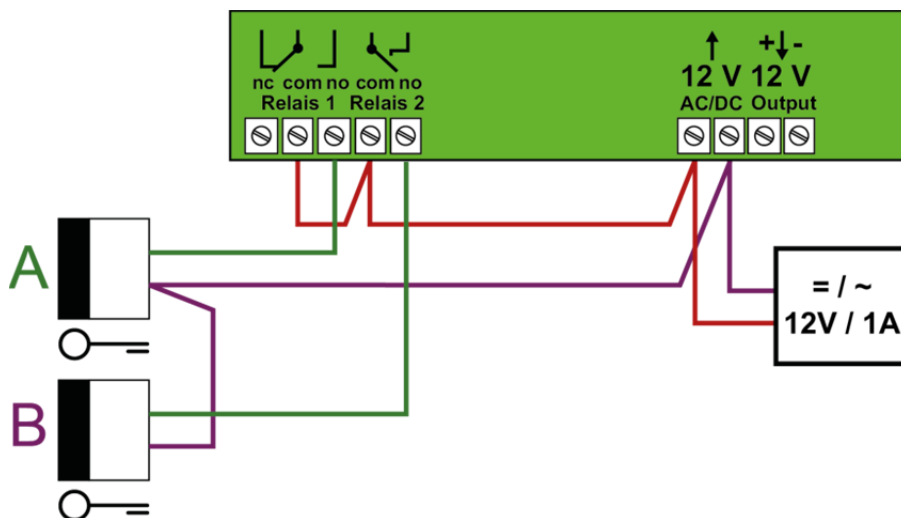 nc com no com no
Relais 1 Relais 2
+ -
12 V 12 V
AC/DC Output
A
= / ~
12V / 1A
B